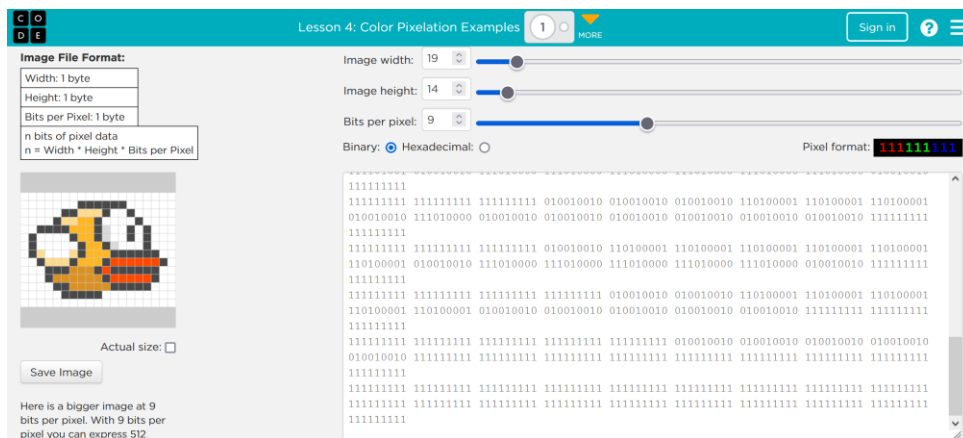 CODE
Lesson 4: Color Pixelation Examples
1
MORE
Sign in
?
Image File Format:
Width: 1 byte
Height: 1 byte
Bits per Pixel: 1 byte
n bits of pixel data
n = Width * Height * Bits per Pixel
Actual size:
Save Image
Here is a bigger image at 9
bits per pixel. With 9 bits per
pixel you can express 512
Image width: 19
Image height: 14
Bits per pixel: 9
Binary: Hexadecimal:
Pixel format: 111111111
111111111
111111111 111111111 111111111 010010010 010010010 010010010 110100001 110100001 110100001
010010010 111010000 010010010 010010010 010010010 010010010 010010010 010010010 111111111
111111111
111111111 111111111 111111111 010010010 110100001 110100001 110100001 110100001 110100001
110100001 010010010 111010000 111010000 111010000 111010000 111010000 010010010 111111111
111111111
111111111 111111111 111111111 111111111 010010010 010010010 110100001 110100001 110100001
110100001 110100001 010010010 010010010 010010010 010010010 010010010 111111111 111111111
111111111
111111111 111111111 111111111 111111111 111111111 010010010 010010010 010010010 010010010
010010010 111111111 111111111 111111111 111111111 111111111 111111111 111111111 111111111
111111111
111111111 111111111 111111111 111111111 111111111 111111111 111111111 111111111 111111111
111111111 111111111 111111111 111111111 111111111 111111111 111111111 111111111 111111111
111111111